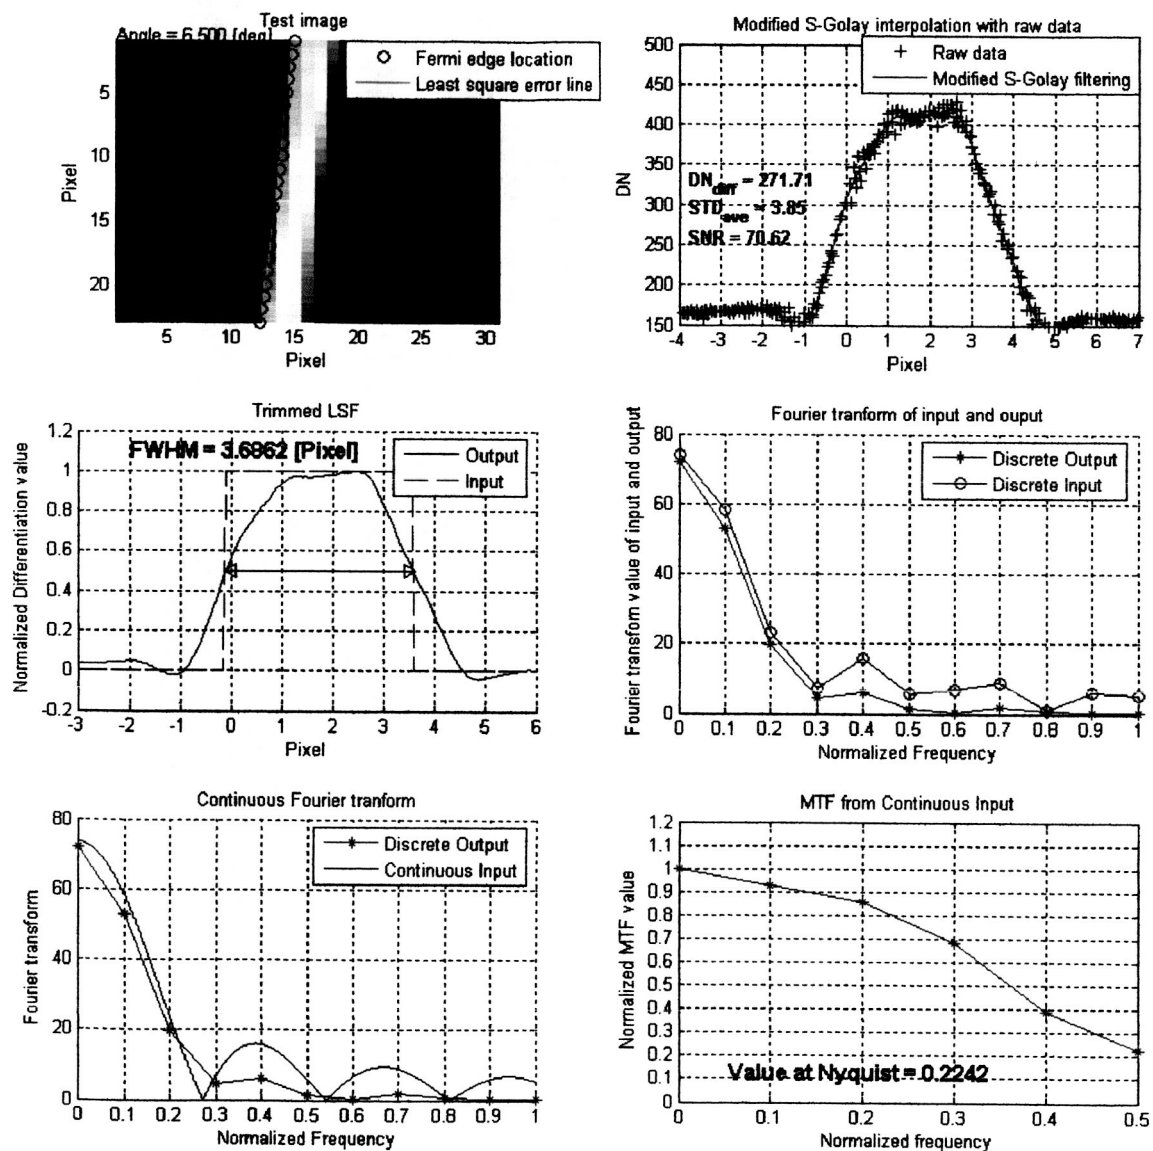 Test image
Angle = 6.500 [deg]
Fermi edge location
Least square error line
Pixel
5
10
15
20
5 10 15 20 25 30
Pixel
Modified S-Golay interpolation with raw data
Raw data
Modified S-Golay filtering
DN
500
450
400
350
300
250
200
150
DN diff = 271.71
STD ave = 3.85
SNR = 70.62
-4 -3 -2 -1 0 1 2 3 4 5 6 7
Pixel
Trimmed LSF
FWHM = 3.6862 [Pixel]
Output
Input
Normalized Differentiation value
1.2
1
0.8
0.6
0.4
0.2
0
-0.2
-3 -2 -1 0 1 2 3 4 5 6
Pixel
Fourier tranform of input and ouput
Discrete Output
Discrete Input
Fourier transfom value of input and output
80
60
40
20
0
0 0.1 0.2 0.3 0.4 0.5 0.6 0.7 0.8 0.9 1
Normalized Frequency
Continuous Fourier tranform
Discrete Output
Continuous Input
Fourier transform
80
60
40
20
0
0 0.1 0.2 0.3 0.4 0.5 0.6 0.7 0.8 0.9 1
Normalized Frequency
MTF from Continuous Input
Normalized MTF value
1.2
1.1
1
0.9
0.8
0.7
0.6
0.5
0.4
0.3
0.2
0.1
0
Value at Nyquist = 0.2242
0 0.1 0.2 0.3 0.4 0.5
Normalized frequency